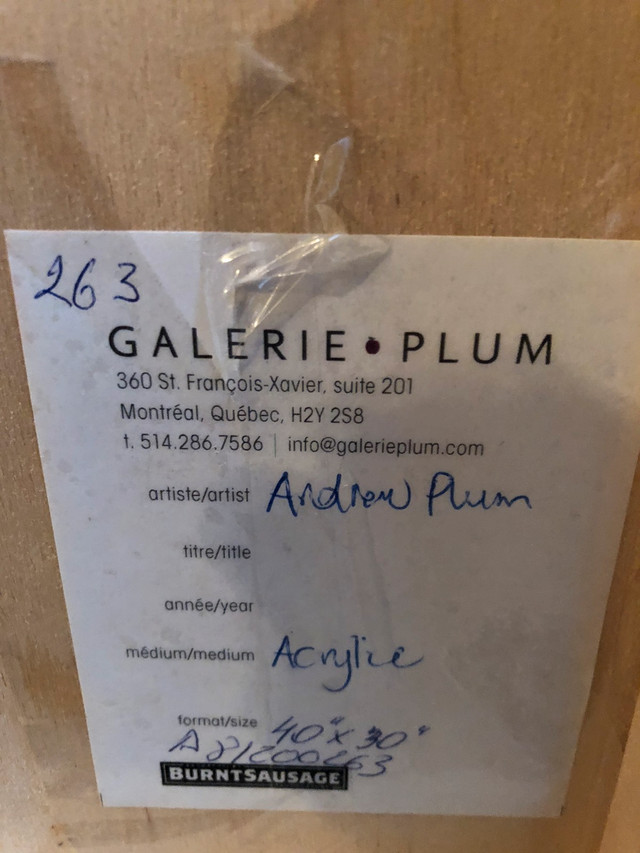 263
GALERIE • PLUM
360 St. François-Xavier, suite 201
Montréal, Québec, H2Y 2S8
t. 514.286.7586 | info@galerieplum.com
artiste/artist Andrew Plum
titre/title
année/year
médium/medium Acrylic
format/size 40" x 30"
A81200263
BURNTSAUSAGE